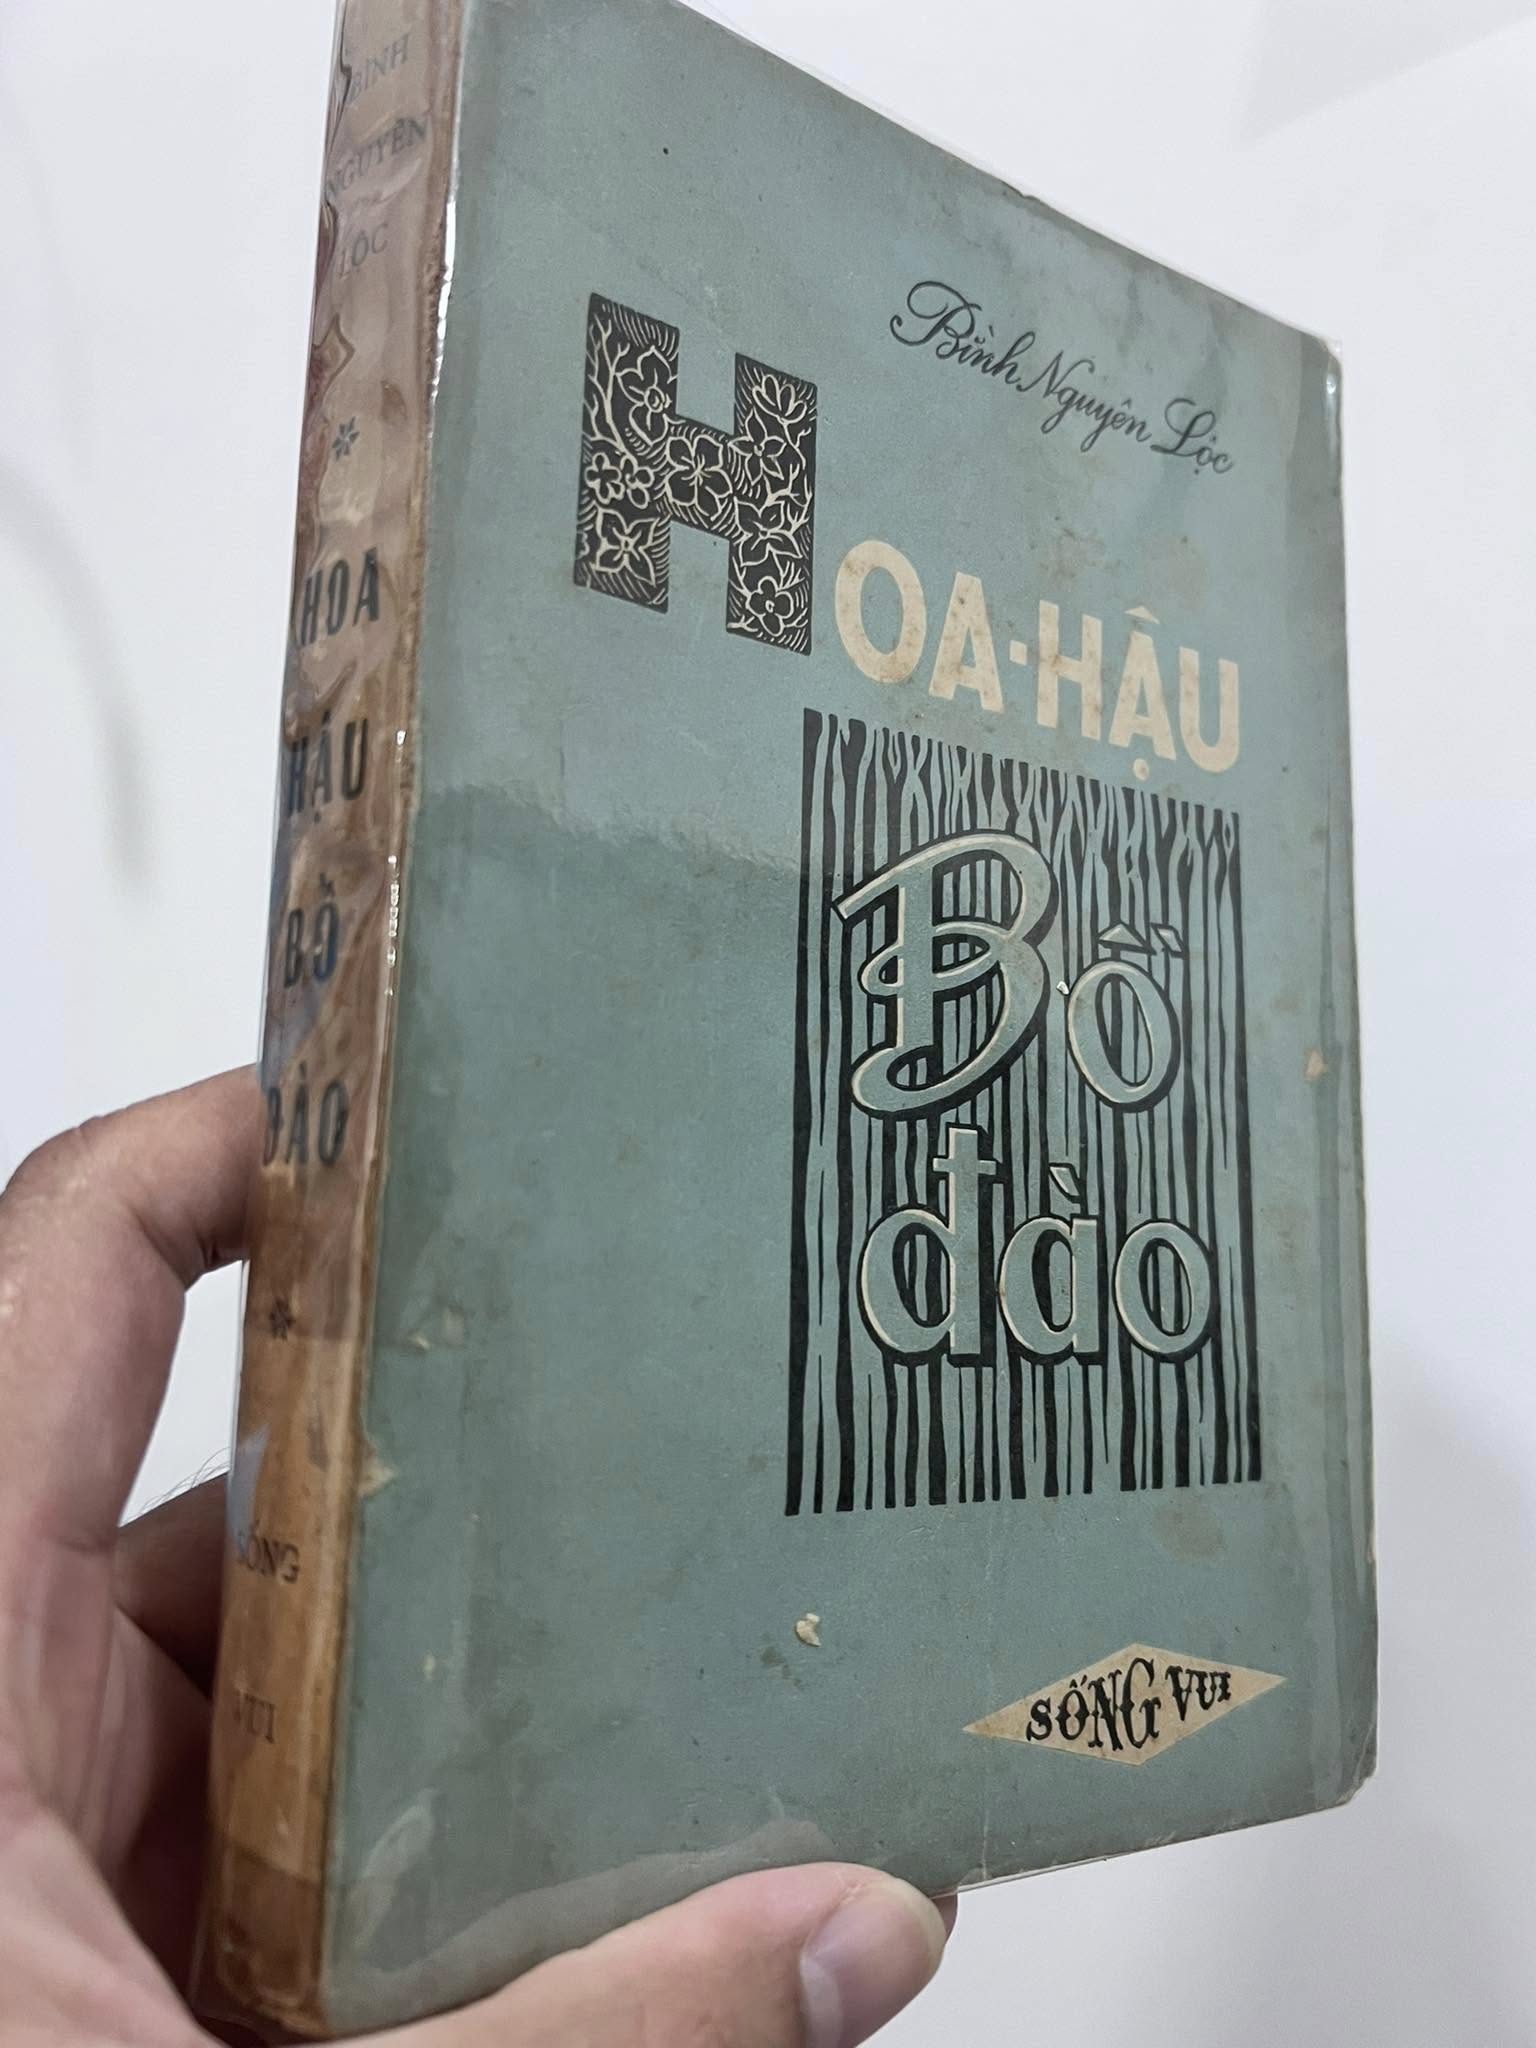 BÌNH
NGUYÊN
LỘC
HOA
HẬU
BỒ
ĐÀO
SỐNG
VUI
Bình Nguyên Lộc
HOA-HẬU
Bồ
đào
SỐNG VUI